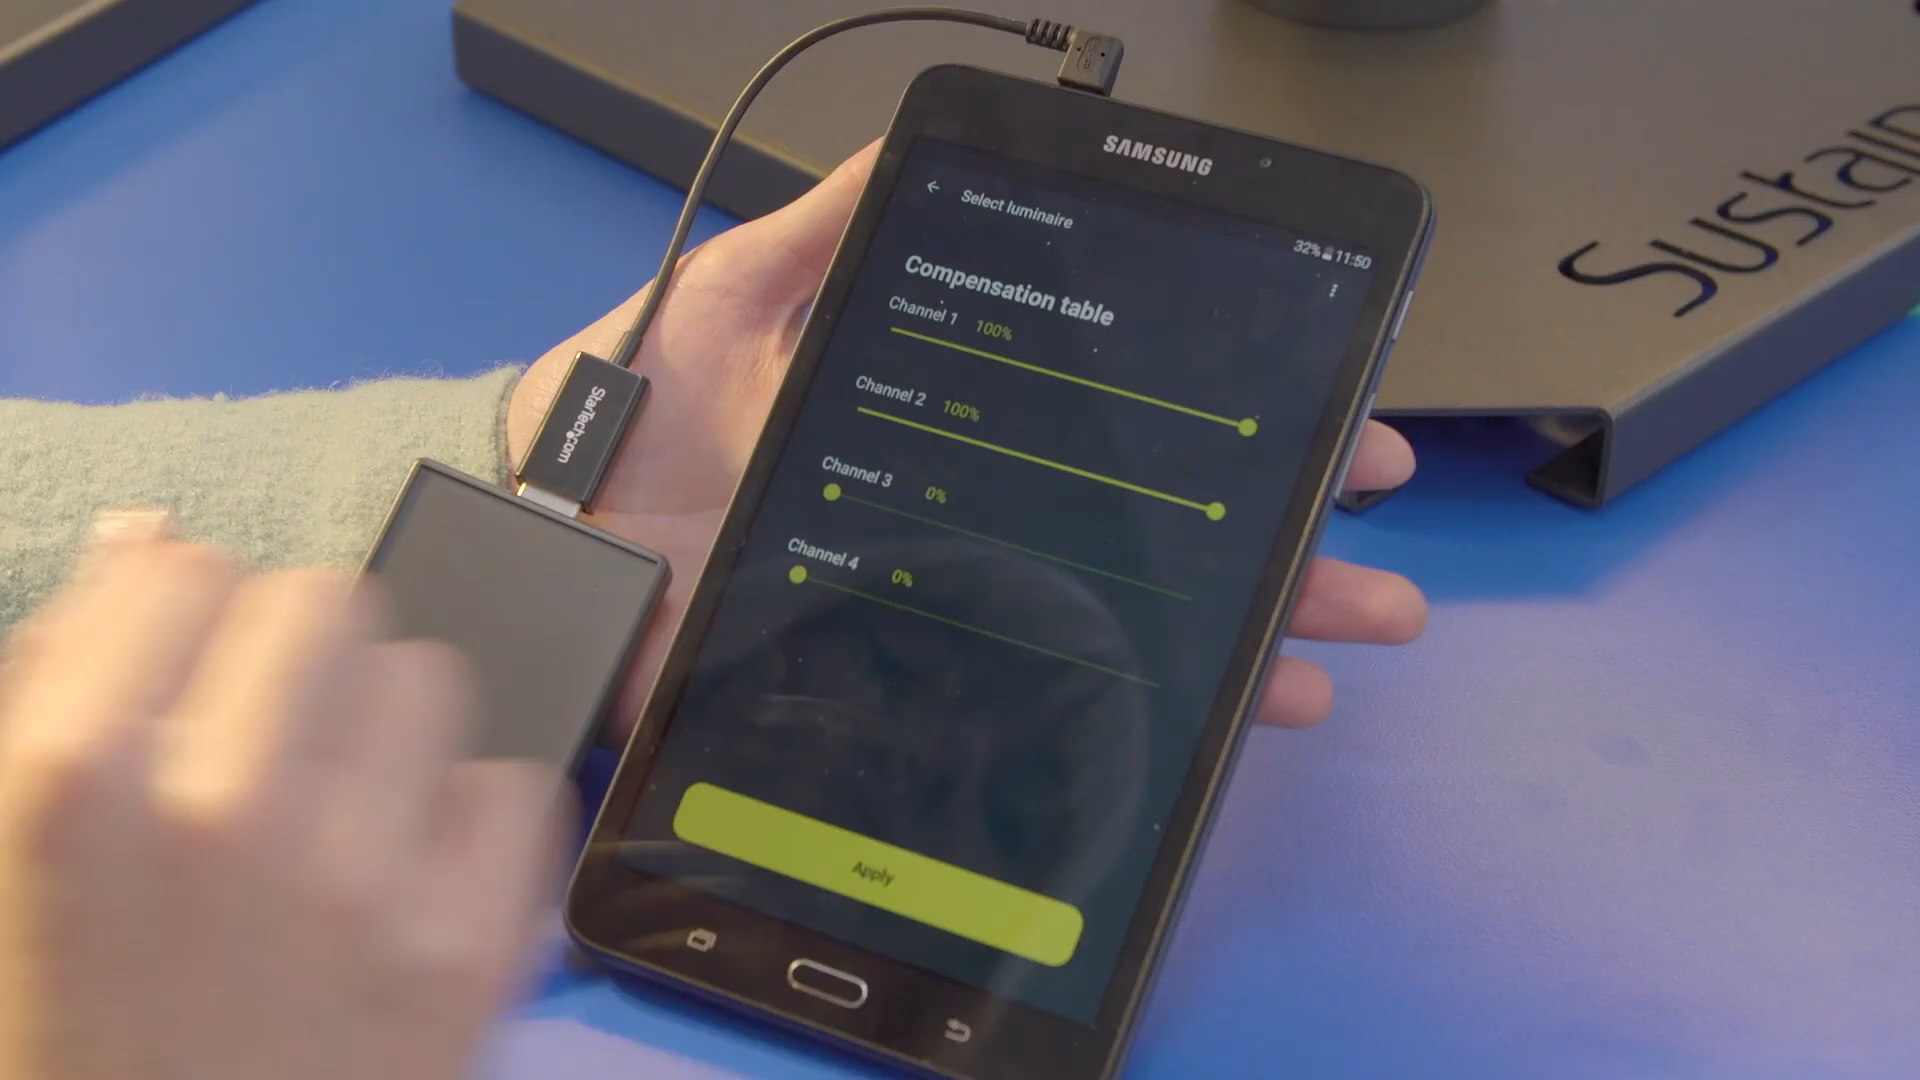 SAMSUNG
Select luminaire
32% 11:50
Compensation table
Channel 1 100%
Channel 2 100%
Channel 3 0%
Channel 4 0%
Apply
StarTech.com
Sustain